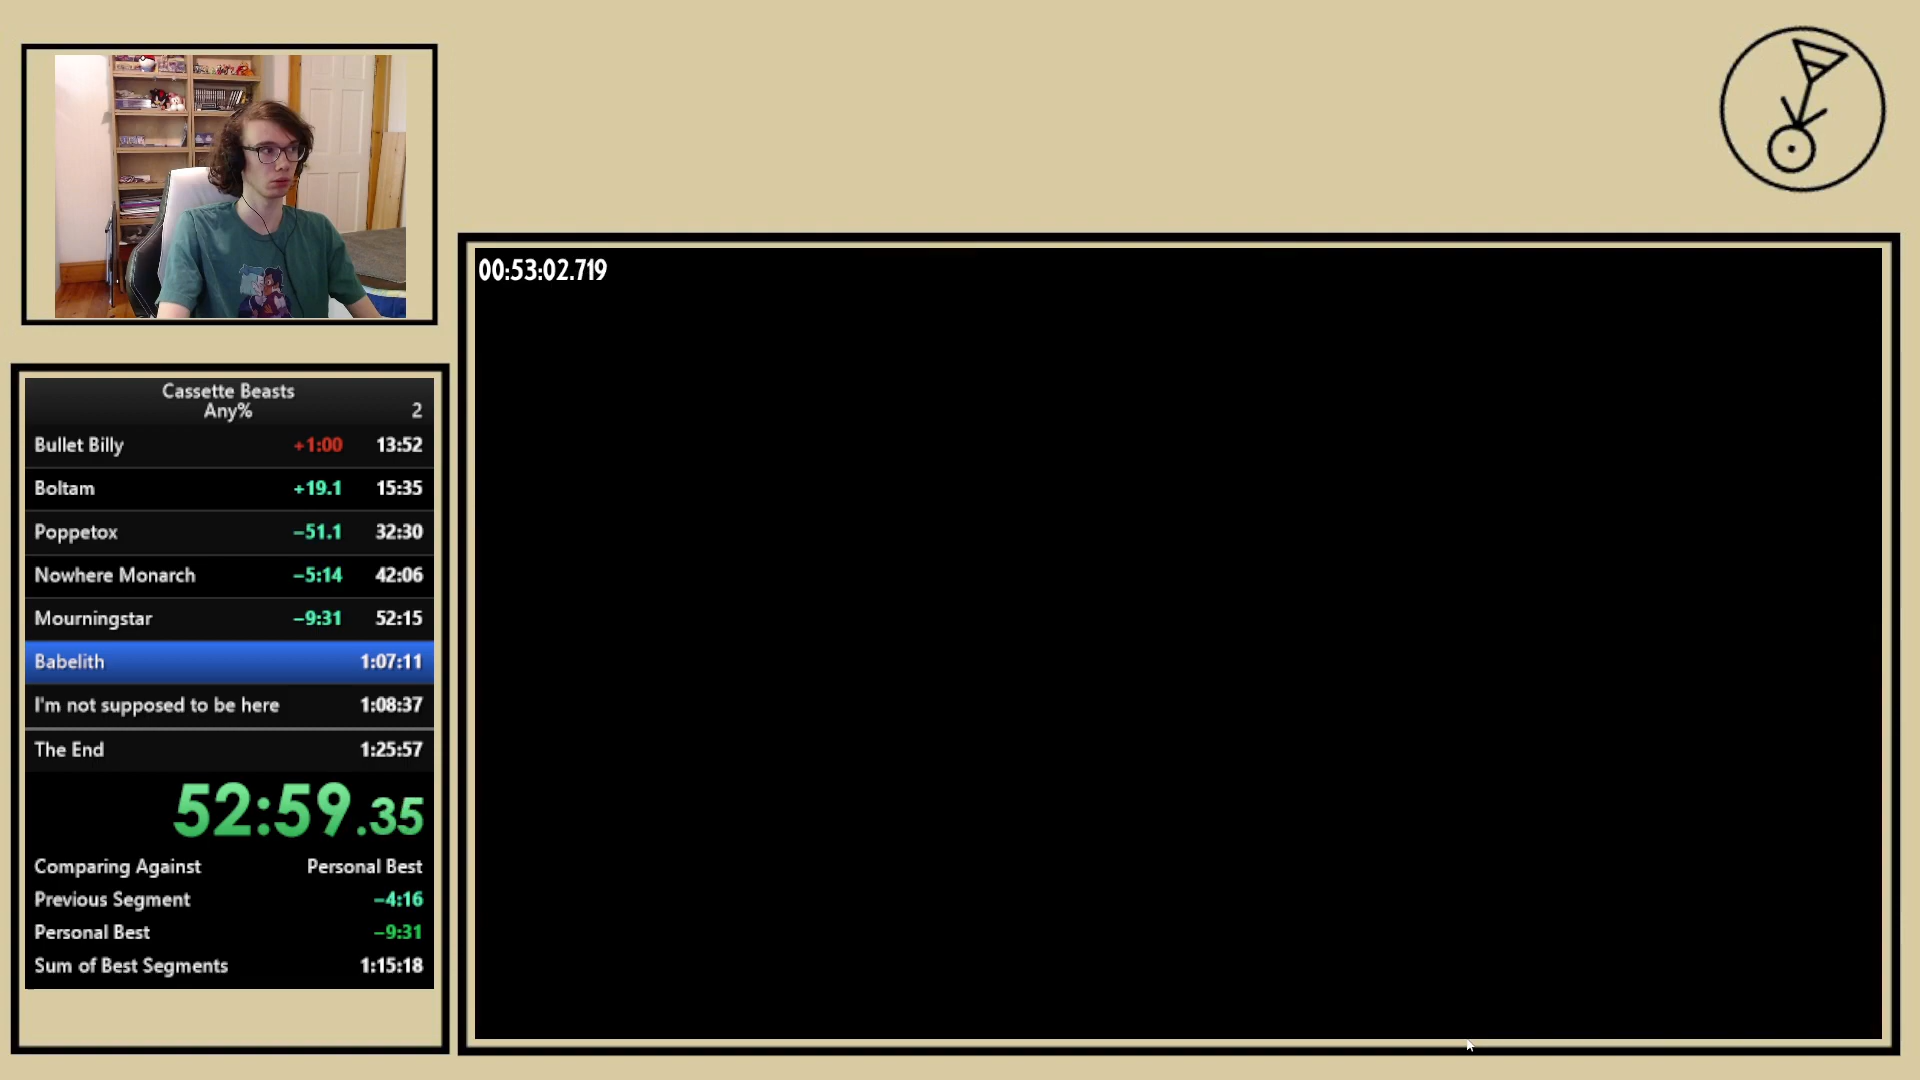 00:53:02.719
Cassette Beasts
Any% 2
Bullet Billy +1:00 13:52
Boltam +19.1 15:35
Poppetox −51.1 32:30
Nowhere Monarch −5:14 42:06
Mourningstar −9:31 52:15
Babelith 1:07:11
I'm not supposed to be here 1:08:37
The End 1:25:57
52:59.35
Comparing Against Personal Best
Previous Segment −4:16
Personal Best −9:31
Sum of Best Segments 1:15:18